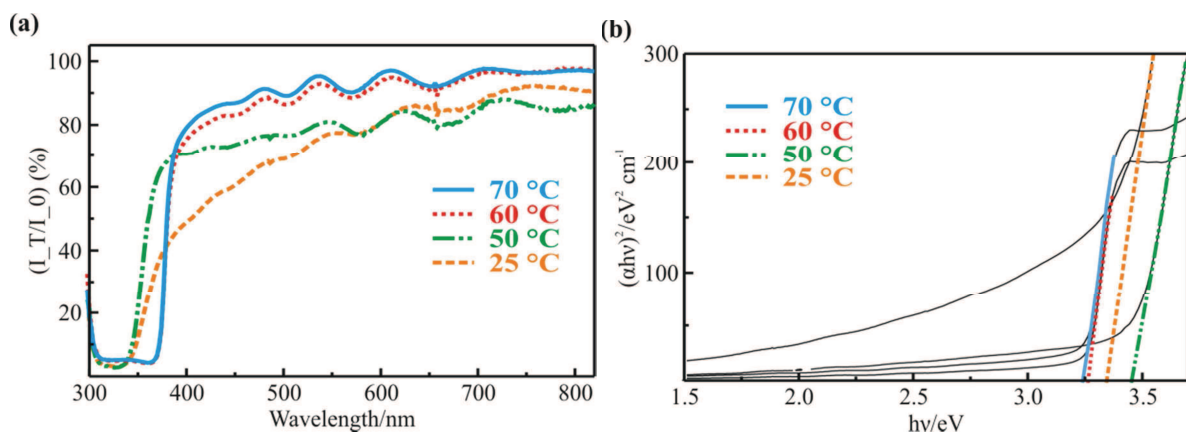 (a)
(I_T/I_0) (%)
100
80
60
40
20
300
400
500
600
700
800
Wavelength/nm
70 °C
60 °C
50 °C
25 °C
(b)
(αhν)²/eV² cm⁻¹
300
200
100
1.5
2.0
2.5
3.0
3.5
hν/eV
70 °C
60 °C
50 °C
25 °C